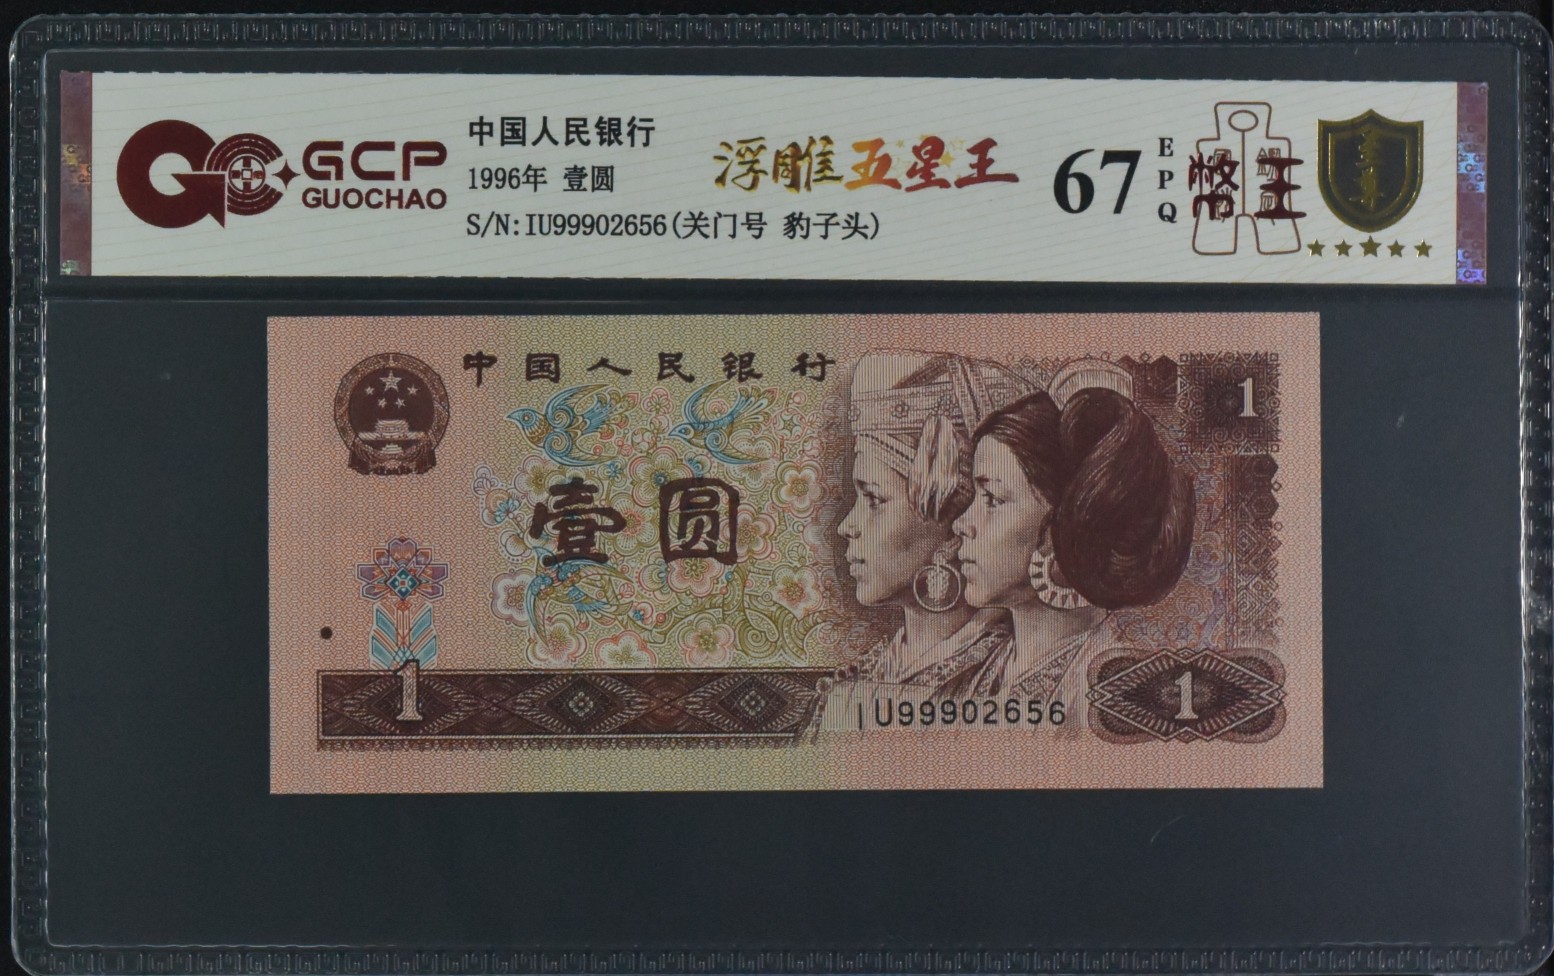 GCP
GUOCHAO
中国人民银行
1996年 壹圆
S/N:IU99902656(关门号 豹子头)
浮雕五星王
67
EPQ
至尊
中国人民银行
1
壹圆
1
IU99902656
1